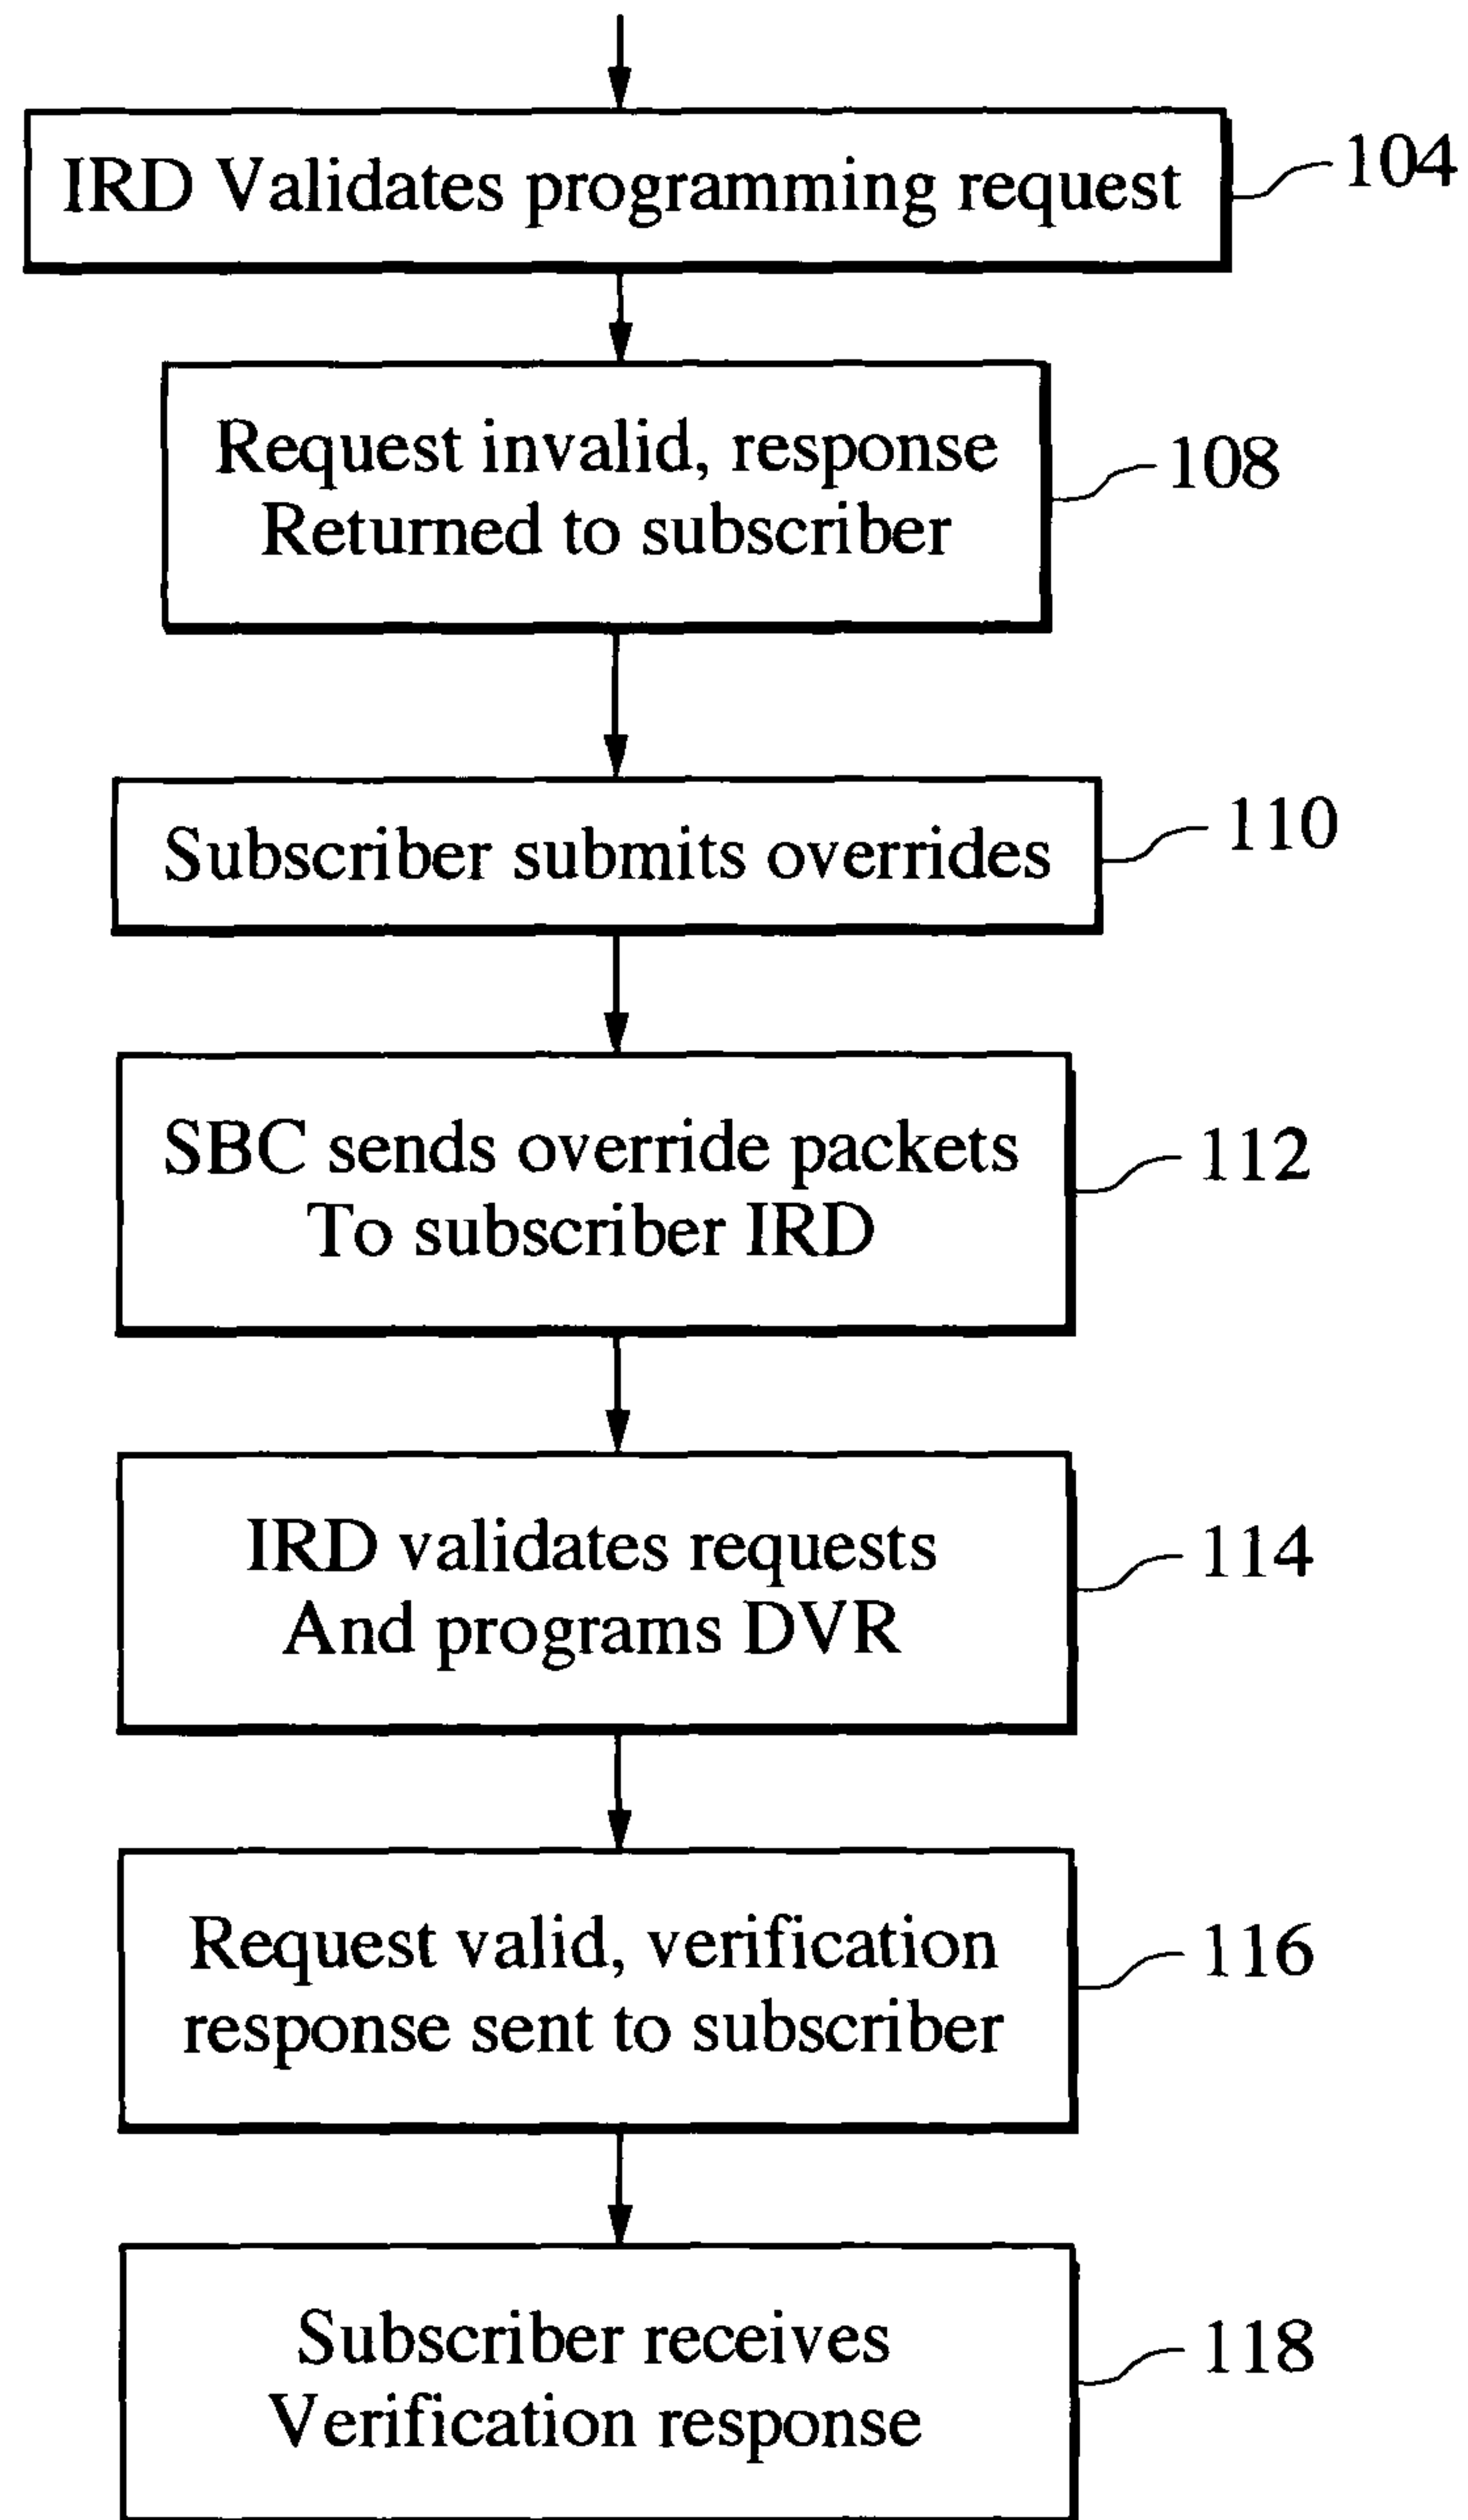 IRD Validates programming request
104
Request invalid, response
Returned to subscriber
108
Subscriber submits overrides
110
SBC sends override packets
To subscriber IRD
112
IRD validates requests
And programs DVR
114
Request valid, verification
response sent to subscriber
116
Subscriber receives
Verification response
118